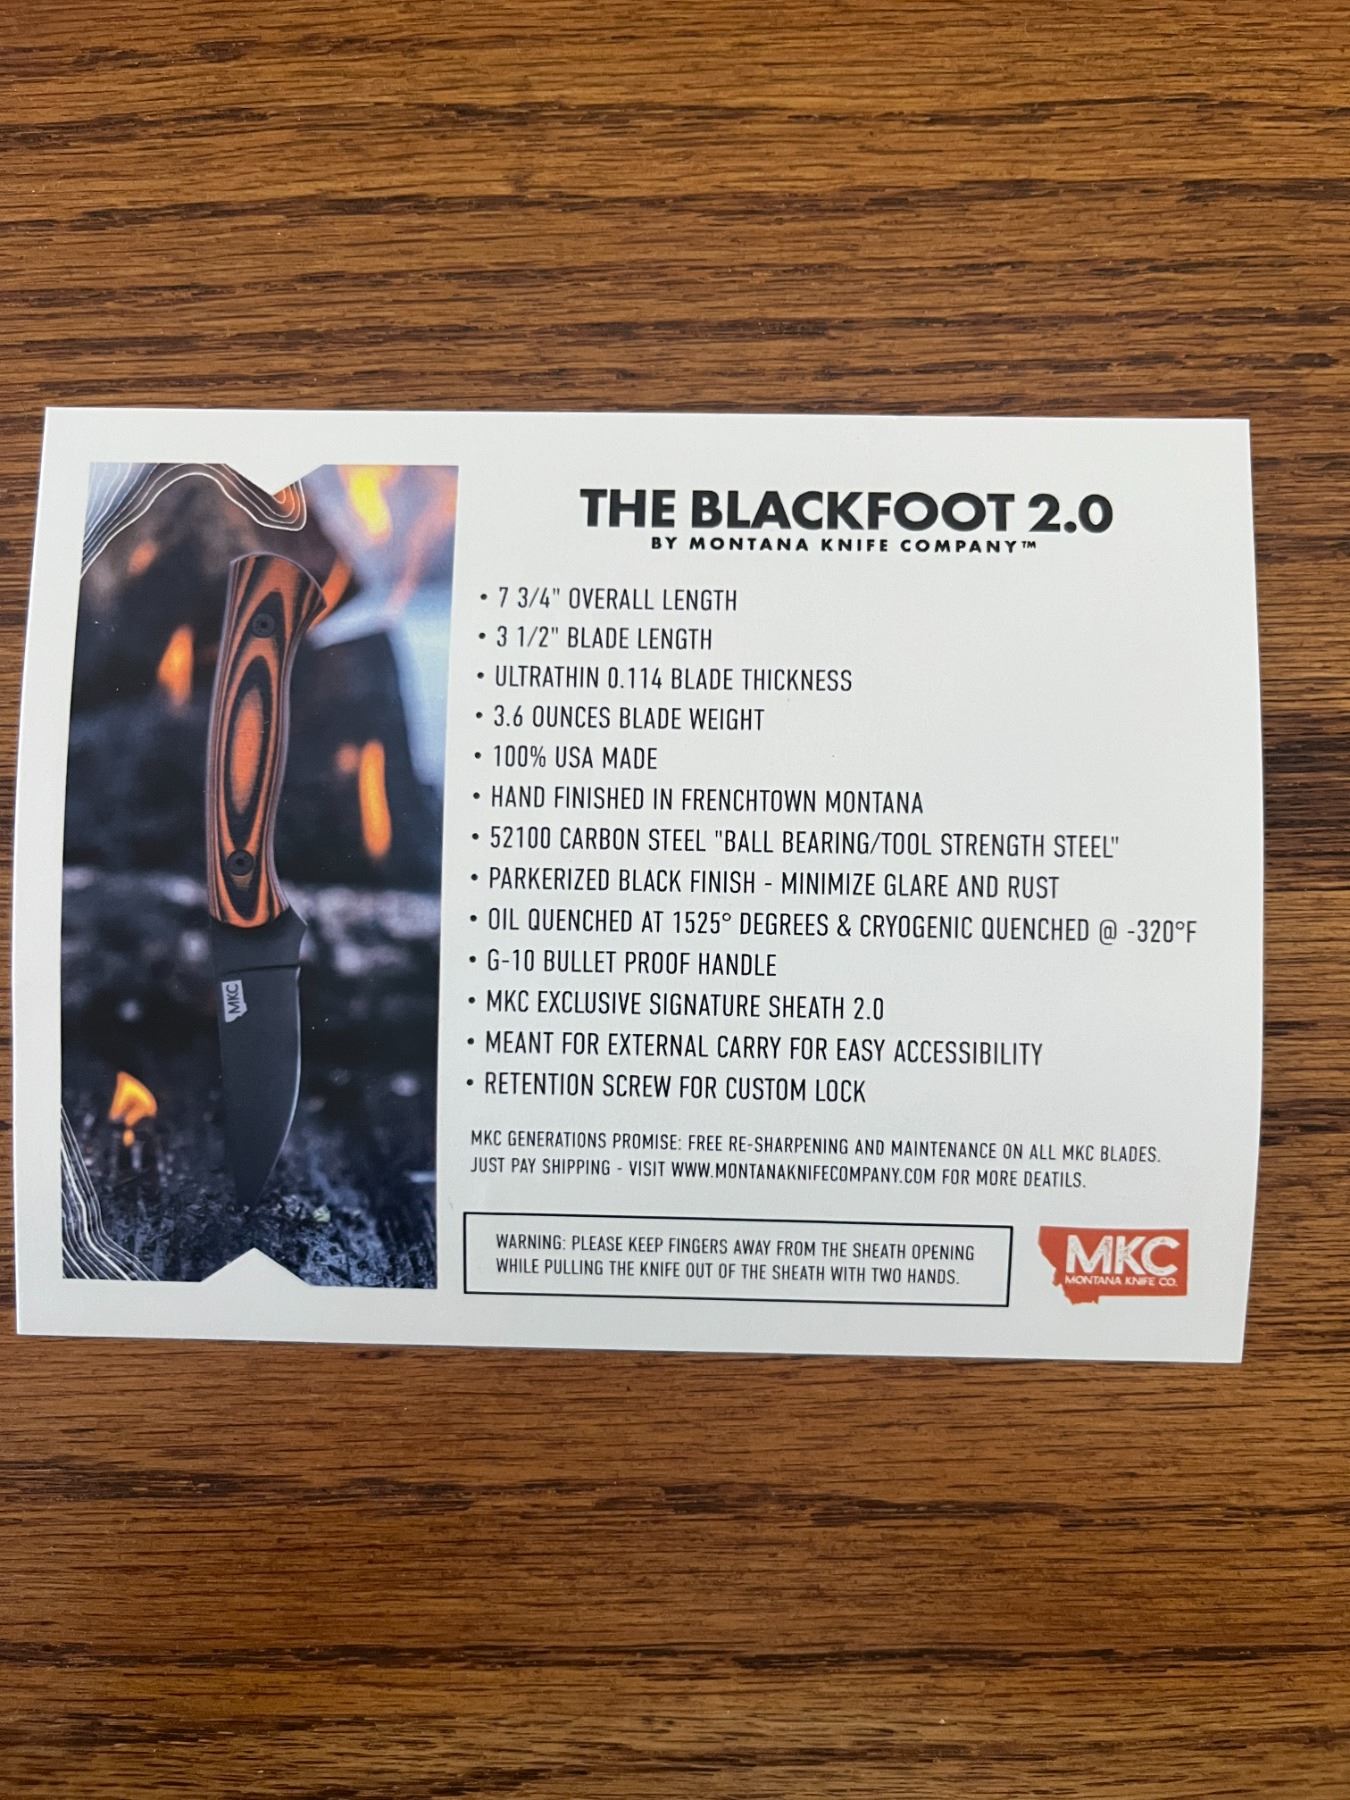 THE BLACKFOOT 2.0
BY MONTANA KNIFE COMPANY™
• 7 3/4" OVERALL LENGTH
• 3 1/2" BLADE LENGTH
• ULTRATHIN 0.114 BLADE THICKNESS
• 3.6 OUNCES BLADE WEIGHT
• 100% USA MADE
• HAND FINISHED IN FRENCHTOWN MONTANA
• 52100 CARBON STEEL "BALL BEARING/TOOL STRENGTH STEEL"
• PARKERIZED BLACK FINISH - MINIMIZE GLARE AND RUST
• OIL QUENCHED AT 1525° DEGREES & CRYOGENIC QUENCHED @ -320°F
• G-10 BULLET PROOF HANDLE
• MKC EXCLUSIVE SIGNATURE SHEATH 2.0
• MEANT FOR EXTERNAL CARRY FOR EASY ACCESSIBILITY
• RETENTION SCREW FOR CUSTOM LOCK
MKC GENERATIONS PROMISE: FREE RE-SHARPENING AND MAINTENANCE ON ALL MKC BLADES.
JUST PAY SHIPPING - VISIT WWW.MONTANAKNIFECOMPANY.COM FOR MORE DEATILS.
WARNING: PLEASE KEEP FINGERS AWAY FROM THE SHEATH OPENING
WHILE PULLING THE KNIFE OUT OF THE SHEATH WITH TWO HANDS.
MKC
MONTANA KNIFE CO.
MKC